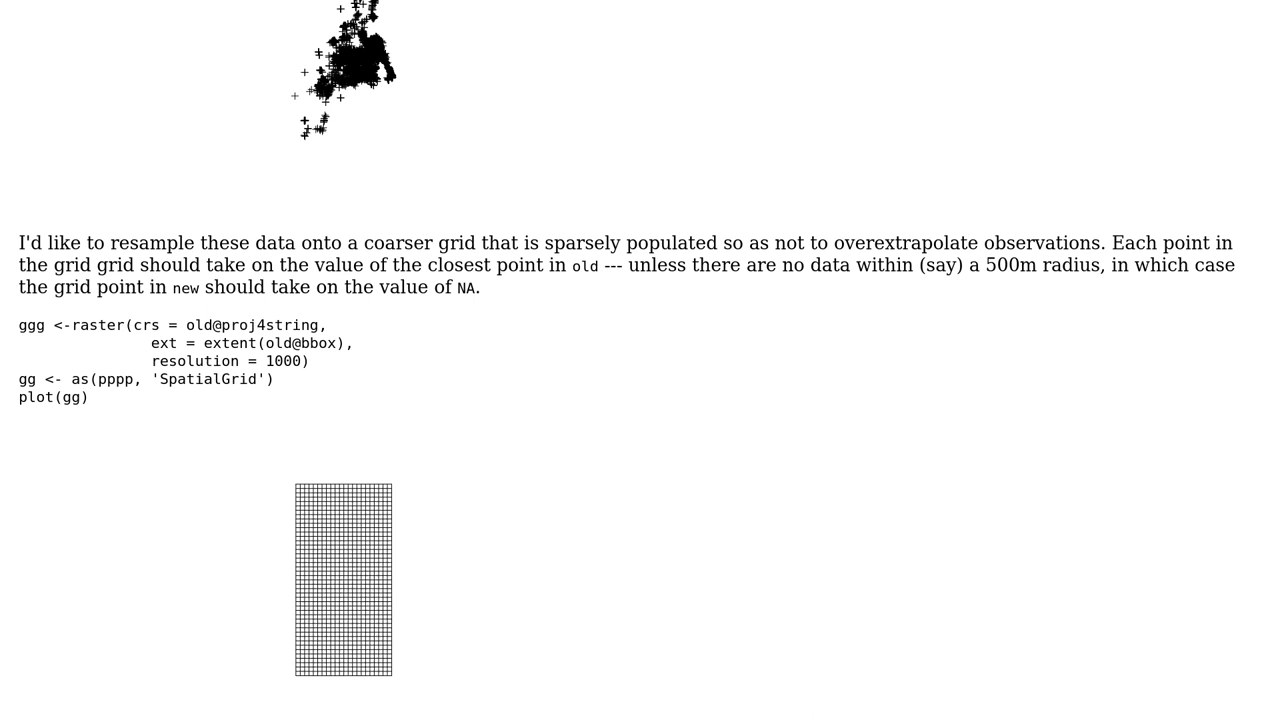 I'd like to resample these data onto a coarser grid that is sparsely populated so as not to overextrapolate observations. Each point in
the grid grid should take on the value of the closest point in old --- unless there are no data within (say) a 500m radius, in which case
the grid point in new should take on the value of NA.
ggg <-raster(crs = old@proj4string,
               ext = extent(old@bbox),
               resolution = 1000)
gg <- as(pppp, 'SpatialGrid')
plot(gg)